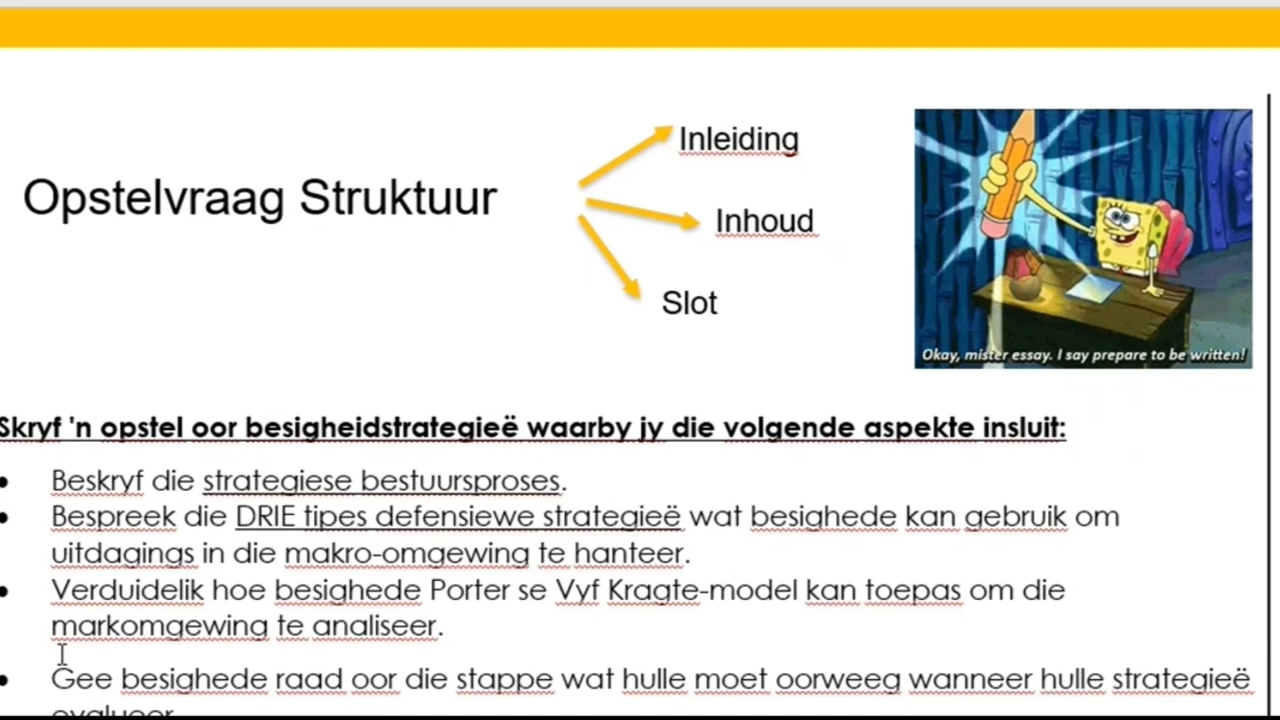 Opstelvraag Struktuur
Inleiding
Inhoud
Slot
Okay, mister essay. I say prepare to be written!
Skryf 'n opstel oor besigheidstrategieë waarby jy die volgende aspekte insluit:
• Beskryf die strategiese bestuursproses.
• Bespreek die DRIE tipes defensiewe strategieë wat besighede kan gebruik om
uitdagings in die makro-omgewing te hanteer.
• Verduidelik hoe besighede Porter se Vyf Kragte-model kan toepas om die
markomgewing te analiseer.
• Gee besighede raad oor die stappe wat hulle moet oorweeg wanneer hulle strategieë